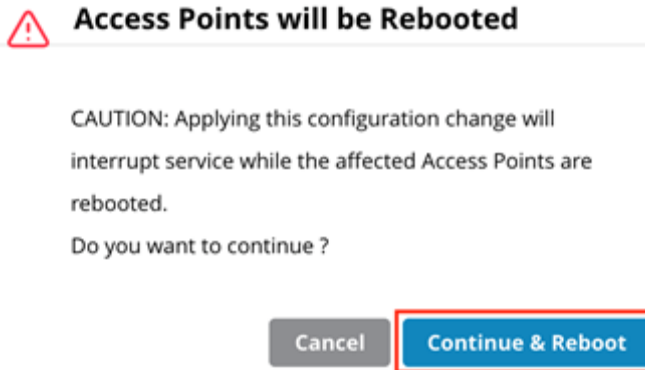 Access Points will be Rebooted
CAUTION: Applying this configuration change will
interrupt service while the affected Access Points are
rebooted.
Do you want to continue ?
Cancel
Continue & Reboot